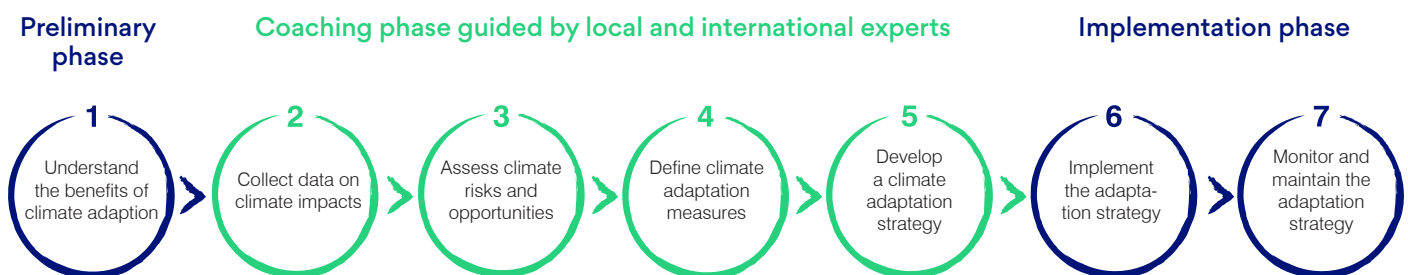 Preliminary
phase
Coaching phase guided by local and international experts
Implementation phase
1
Understand
the benefits of
climate adaption
2
Collect data on
climate impacts
3
Assess climate
risks and
opportunities
4
Define climate
adaptation
measures
5
Develop
a climate
adaptation
strategy
6
Implement
the adapta-
tion strategy
7
Monitor and
maintain the
adaptation
strategy